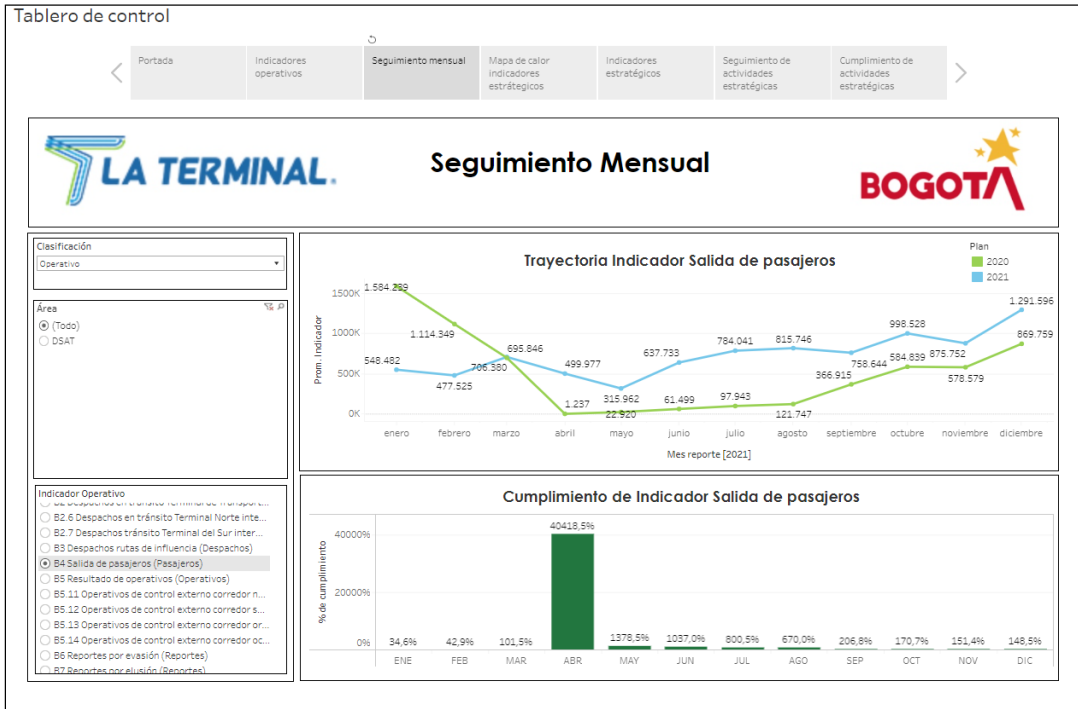 Tablero de control
Portada
Indicadores
operativos
Seguimiento mensual
Mapa de calor
indicadores
estrátegicos
Indicadores
estratégicos
Seguimiento de
actividades
estratégicas
Cumplimiento de
actividades
estratégicas
LA TERMINAL.
Seguimiento Mensual
BOGOTA
Clasificación
Operativo
Área
(Todo)
DSAT
Indicador Operativo
B2.6 Despachos en tránsito Terminal Norte inte...
B2.7 Despachos tránsito Terminal del Sur inter...
B3 Despachos rutas de influencia (Despachos)
B4 Salida de pasajeros (Pasajeros)
B5 Resultado de operativos (Operativos)
B5.11 Operativos de control externo corredor n...
B5.12 Operativos de control externo corredor s...
B5.13 Operativos de control externo corredor or...
B5.14 Operativos de control externo corredor oc...
B6 Reportes por evasión (Reportes)
B7 Reportes por elusión (Reportes)
Trayectoria Indicador Salida de pasajeros
Plan
2020
2021
Prom. Indicador
1500K
1000K
500K
0K
1.584.289
1.114.349
548.482
477.525
706.380
695.846
499.977
1.237
315.962
22.920
637.733
61.499
784.041
97.943
815.746
121.747
366.915
758.644
998.528
584.839
875.752
578.579
1.291.596
869.759
enero febrero marzo abril mayo junio julio agosto septiembre octubre noviembre diciembre
Mes reporte [2021]
Cumplimiento de Indicador Salida de pasajeros
% de cumplimiento
40000%
20000%
0%
34,6% 42,9% 101,5% 40418,5% 1378,5% 1037,0% 800,5% 670,0% 206,8% 170,7% 151,4% 148,5%
ENE FEB MAR ABR MAY JUN JUL AGO SEP OCT NOV DIC